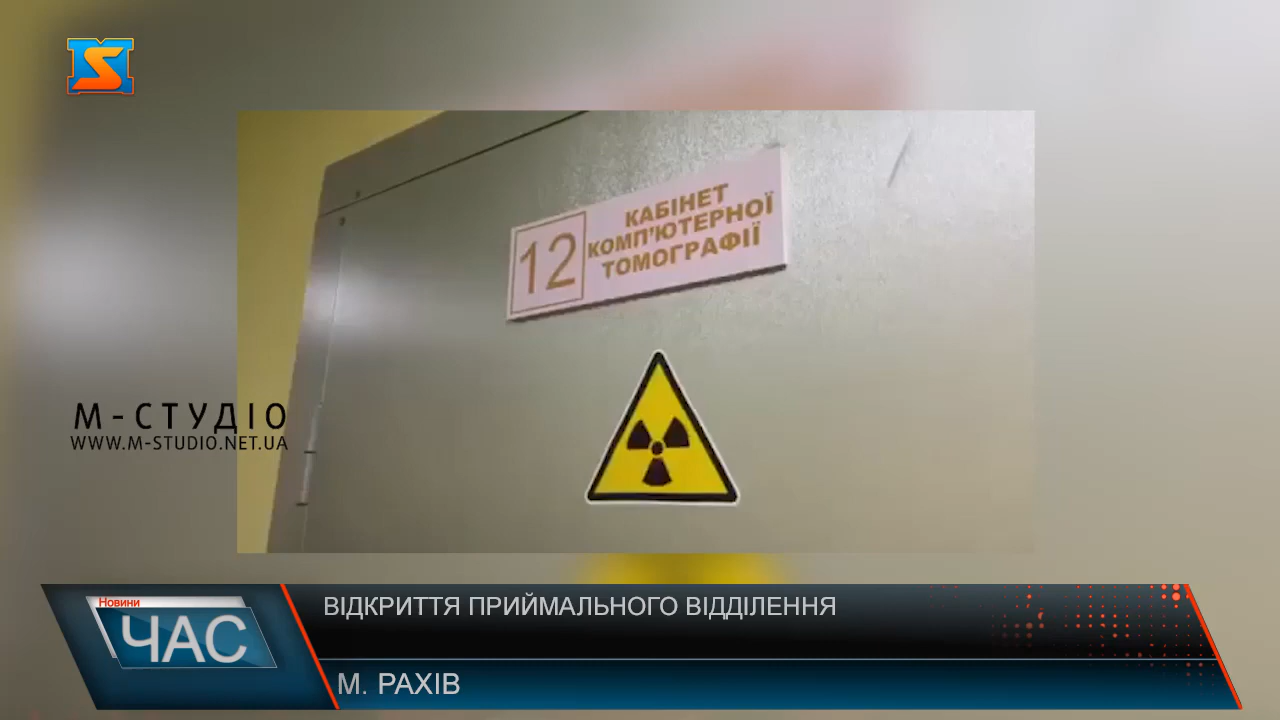 12
КАБІНЕТ
КОМП'ЮТЕРНОЇ
ТОМОГРАФІЇ
М-СТУДІО
WWW.M-STUDIO.NET.UA
Новини
ЧАС
ВІДКРИТТЯ ПРИЙМАЛЬНОГО ВІДДІЛЕННЯ
М. РАХІВ